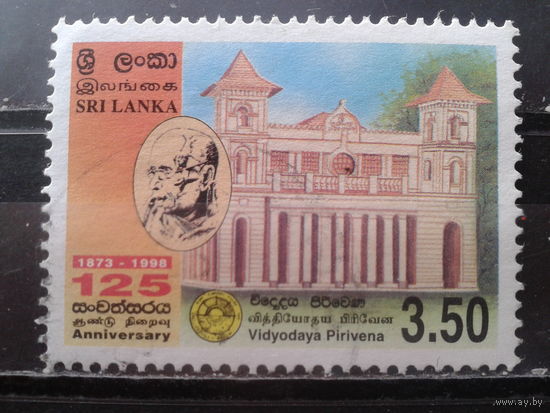 ශ්‍රී ලංකා
இலங்கை
SRI LANKA
1873 - 1998
125
සංවත්සරය
ஆண்டு நிறைவு
Anniversary
විද්‍යෝදය පිරිවෙණ
வித்தியோதய பிரிவேன
Vidyodaya Pirivena
3.50
www.ay.by